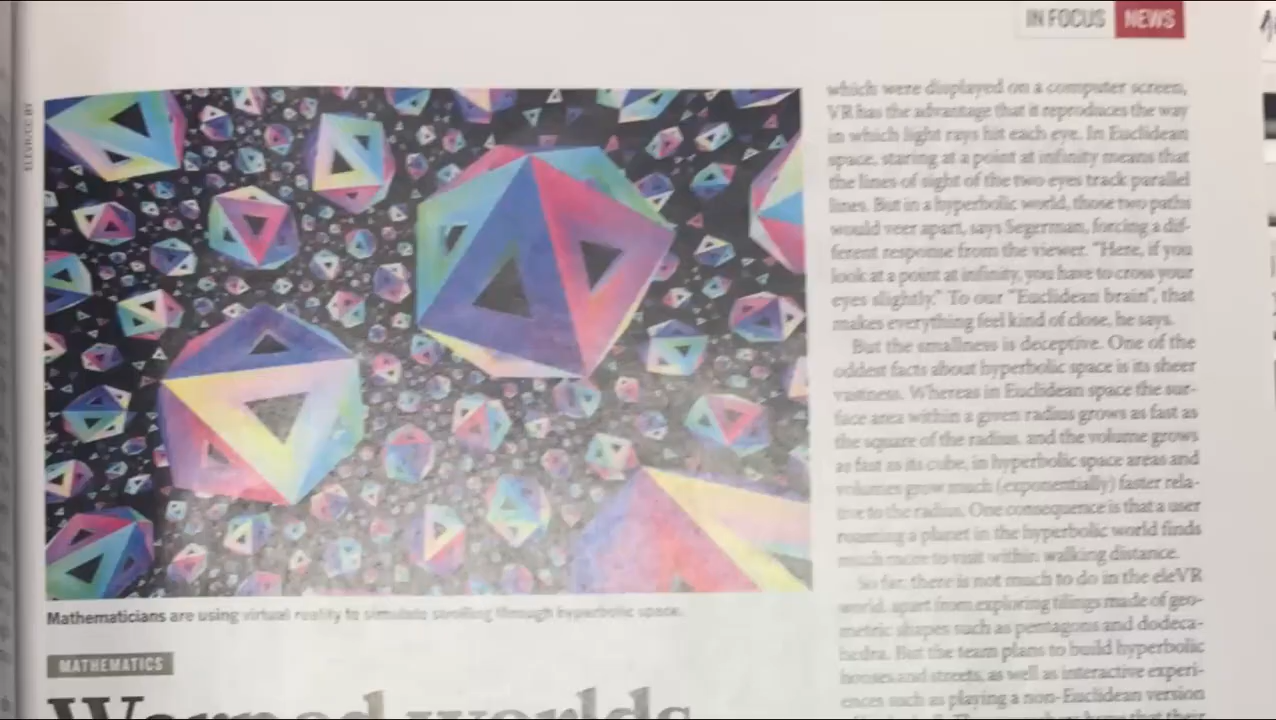 IN FOCUS NEWS
ELEVR/CC BY
Mathematicians are using virtual reality to simulate strolling through hyperbolic space.
MATHEMATICS
Warped worlds
which were displayed on a computer screen,
VR has the advantage that it reproduces the way
in which light rays hit each eye. In Euclidean
space, staring at a point at infinity means that
the lines of sight of the two eyes track parallel
lines. But in a hyperbolic world, those two paths
would veer apart, says Segerman, forcing a dif-
ferent response from the viewer. “Here, if you
look at a point at infinity, you have to cross your
eyes slightly.” To our “Euclidean brain”, that
makes everything feel kind of close, he says.
But the smallness is deceptive. One of the
oddest facts about hyperbolic space is its sheer
vastness. Whereas in Euclidean space the sur-
face area within a given radius grows as fast as
the square of the radius, and the volume grows
as fast as its cube, in hyperbolic space areas and
volumes grow much (exponentially) faster rela-
tive to the radius. One consequence is that a user
roaming a planet in the hyperbolic world finds
much more to visit within walking distance.
So far, there is not much to do in the eleVR
world, apart from exploring tilings made of geo-
metric shapes such as pentagons and dodeca-
hedra. But the team plans to build hyperbolic
houses and streets, as well as interactive experi-
ences such as playing a non-Euclidean version